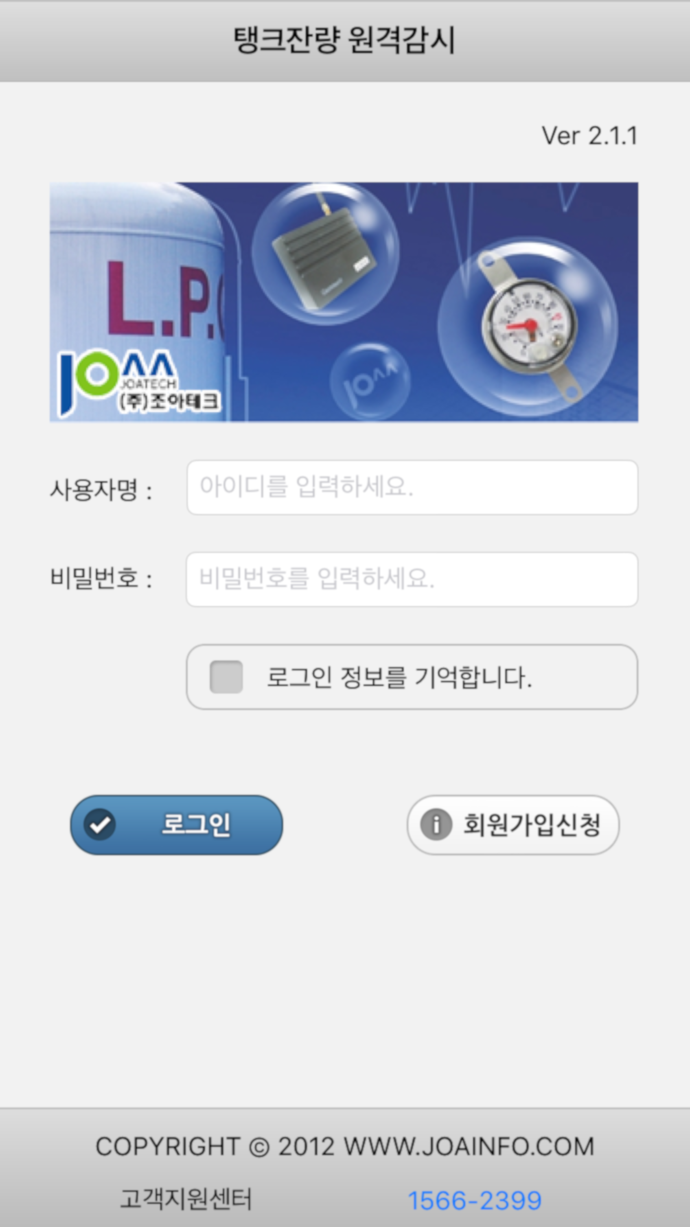 탱크잔량 원격감시
Ver 2.1.1
L.P.G
JOAA
JOATECH
(주)조아테크
JOAA
사용자명 : 아이디를 입력하세요.
비밀번호 : 비밀번호를 입력하세요.
로그인 정보를 기억합니다.
로그인 회원가입신청
COPYRIGHT © 2012 WWW.JOAINFO.COM
고객지원센터 1566-2399